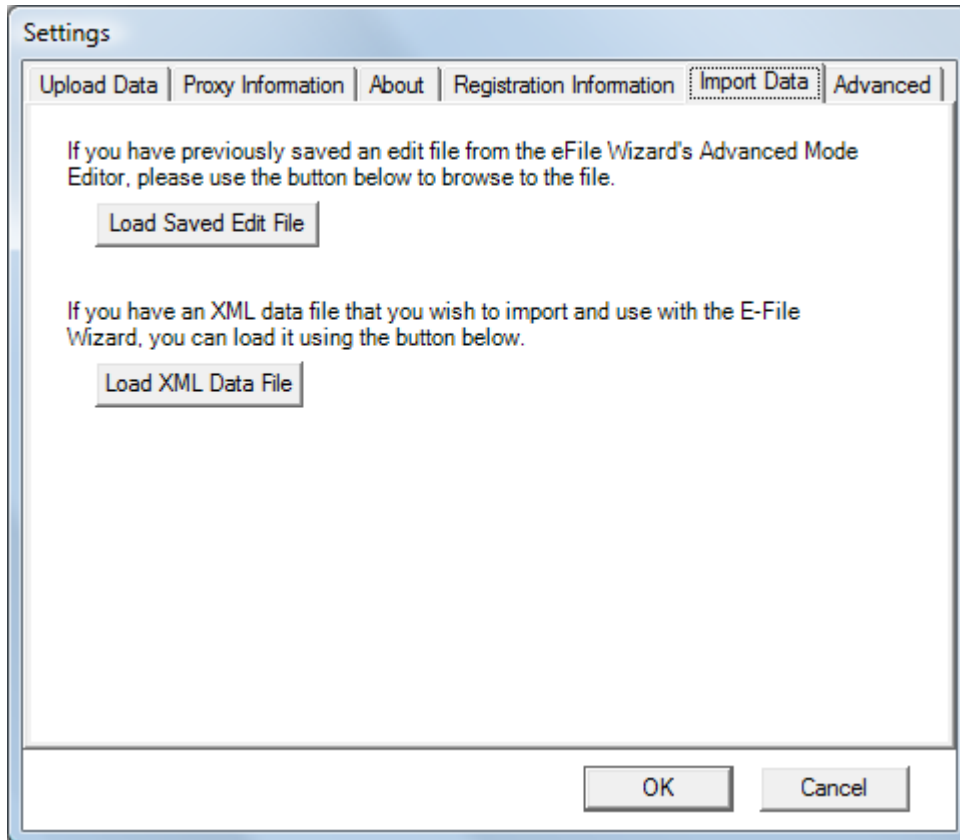 Settings
Upload Data Proxy Information About Registration Information Import Data Advanced
If you have previously saved an edit file from the eFile Wizard's Advanced Mode
Editor, please use the button below to browse to the file.
Load Saved Edit File
If you have an XML data file that you wish to import and use with the E-File
Wizard, you can load it using the button below.
Load XML Data File
OK Cancel